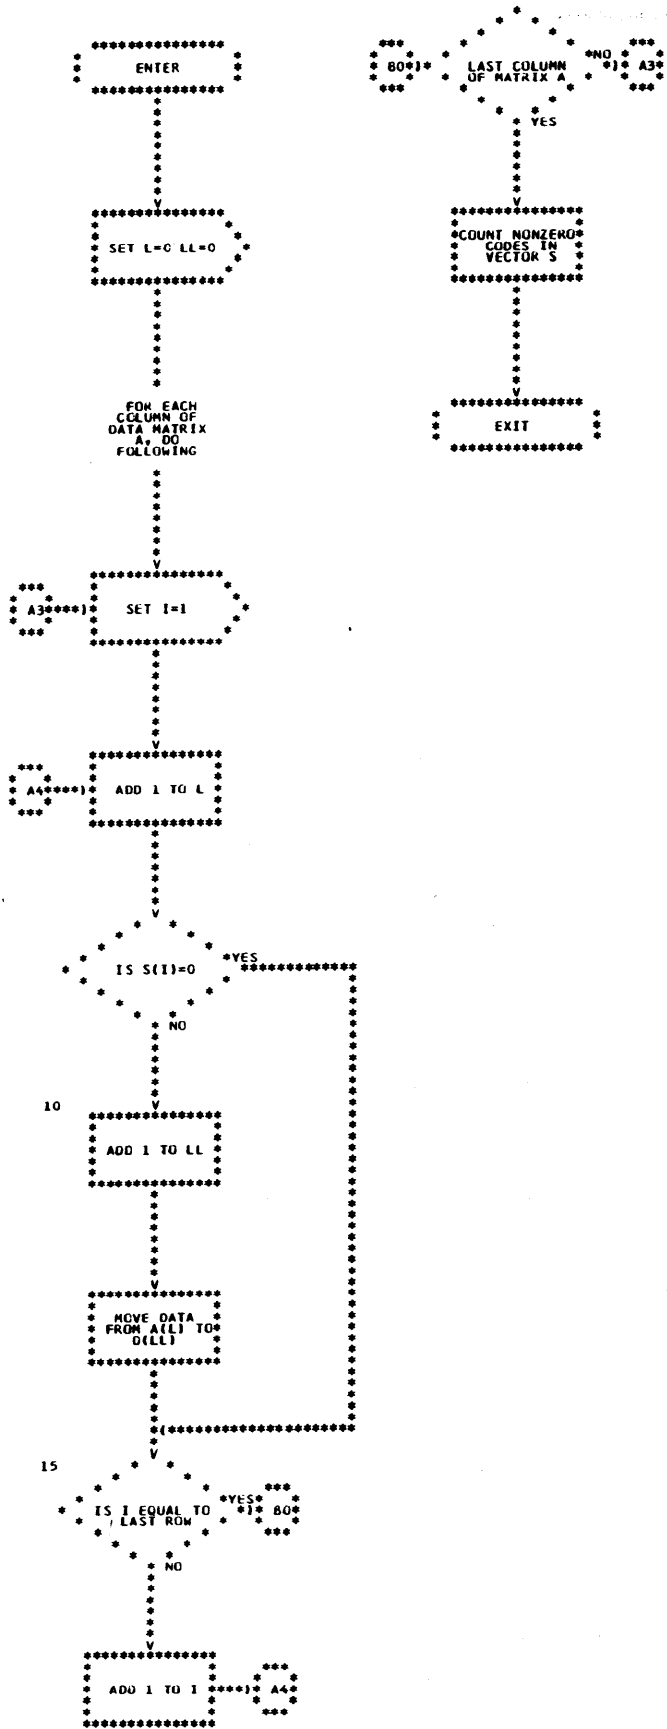 ENTER
SET L=0 LL=0
FOR EACH
COLUMN OF
DATA MATRIX
A, DO
FOLLOWING
A3
SET I=1
A4
ADD 1 TO L
IS S(I)=0
YES
NO
10
ADD 1 TO LL
MOVE DATA
FROM A(L) TO
D(LL)
15
IS I EQUAL TO
LAST ROW
YES
B0
NO
ADD 1 TO I
A4
B0
LAST COLUMN
OF MATRIX A
NO
A3
YES
COUNT NONZERO
CODES IN
VECTOR S
EXIT